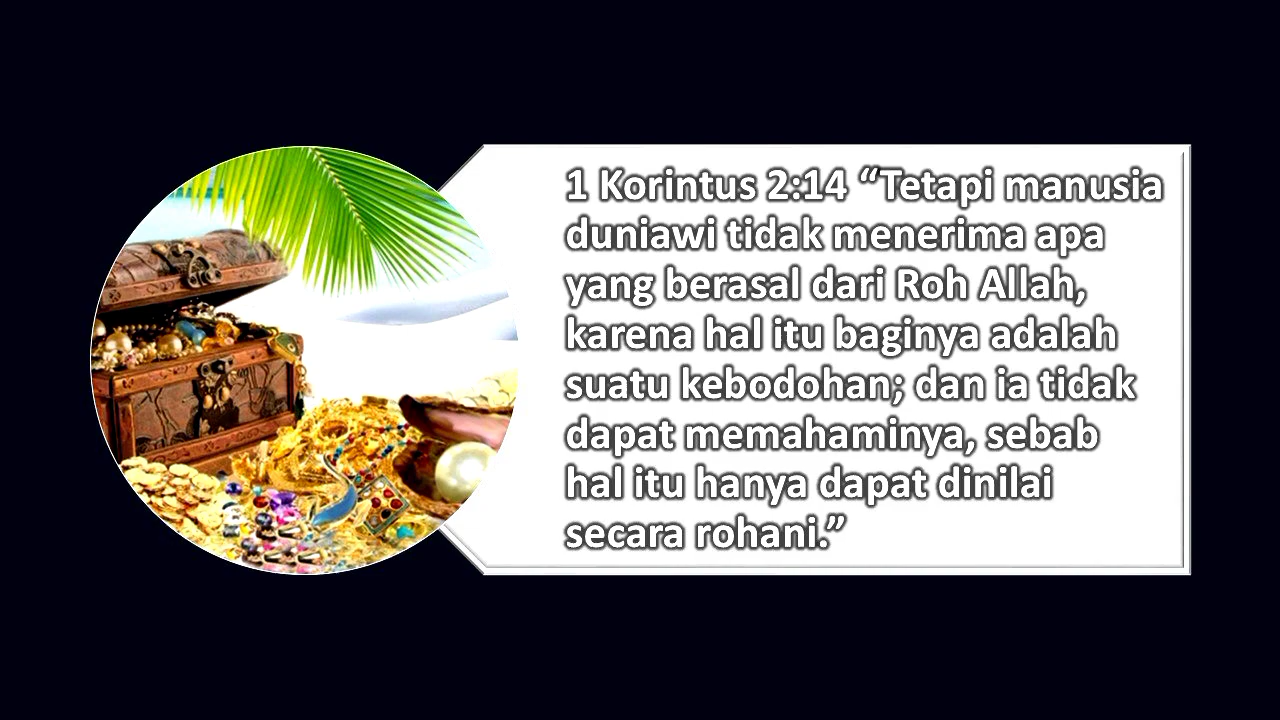 1 Korintus 2:14 “Tetapi manusia
duniawi tidak menerima apa
yang berasal dari Roh Allah,
karena hal itu baginya adalah
suatu kebodohan; dan ia tidak
dapat memahaminya, sebab
hal itu hanya dapat dinilai
secara rohani.”